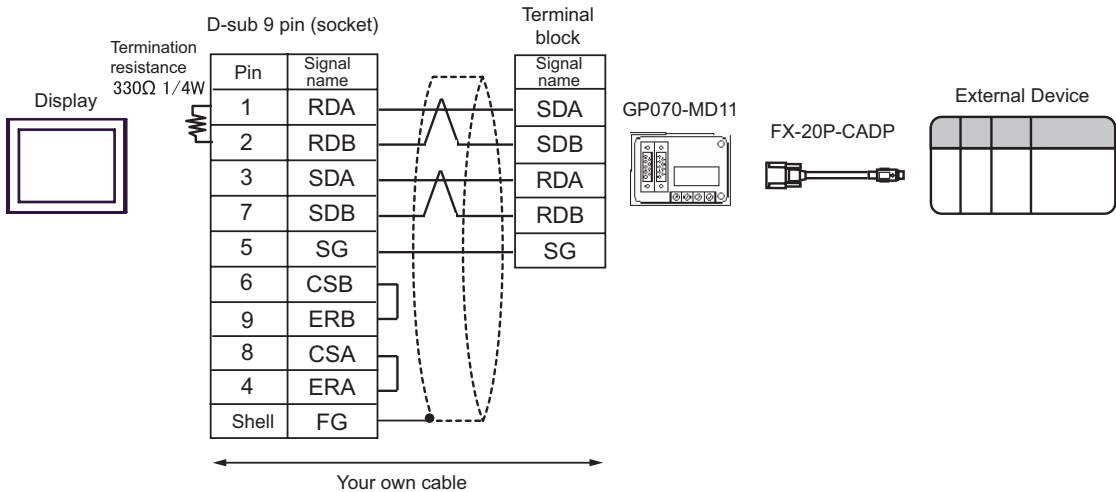 D-sub 9 pin (socket)
Terminal
block
Termination
resistance
330Ω 1/4W
Display
Pin Signal
name
1 RDA
2 RDB
3 SDA
7 SDB
5 SG
6 CSB
9 ERB
8 CSA
4 ERA
Shell FG
Signal
name
SDA
SDB
RDA
RDB
SG
GP070-MD11
FX-20P-CADP
External Device
Your own cable